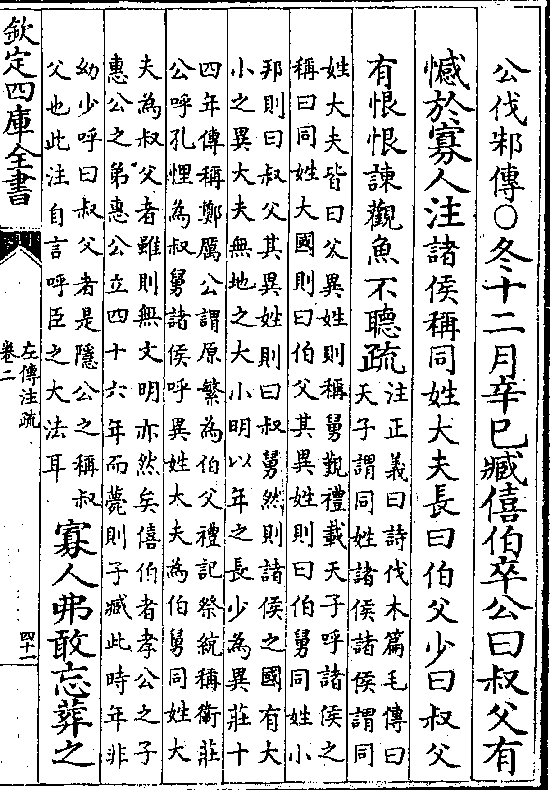 公伐邾傳○冬十二月辛巳臧僖伯卒公曰叔父有
憾於寡人注諸侯稱同姓大夫長曰伯父少曰叔父
有恨恨諫觀魚不聽疏
注正義曰詩伐木篇毛傳曰
天子謂同姓諸侯諸侯謂同
姓大夫皆曰父異姓則稱舅覲禮載天子呼諸侯之
稱曰同姓大國則曰伯父其異姓則曰伯舅同姓小
邦則曰叔父其異姓則曰叔舅然則諸侯之國有大
小之異大夫無地之大小明以年之長少為異莊十
四年傳稱鄭厲公謂原繁為伯父禮記祭統稱衛莊
公呼孔悝為叔舅諸侯呼異姓大夫為伯舅同姓大
夫為叔父者雖則無文明亦然矣僖伯者孝公之子
惠公之弟惠公立四十六年而薨則子臧此時年非
幼少呼曰叔父者是隱公之稱叔
父也此注自言呼臣之大法耳
寡人弗敢忘葬之
欽定四庫全書
左傳注疏
卷二
四十一